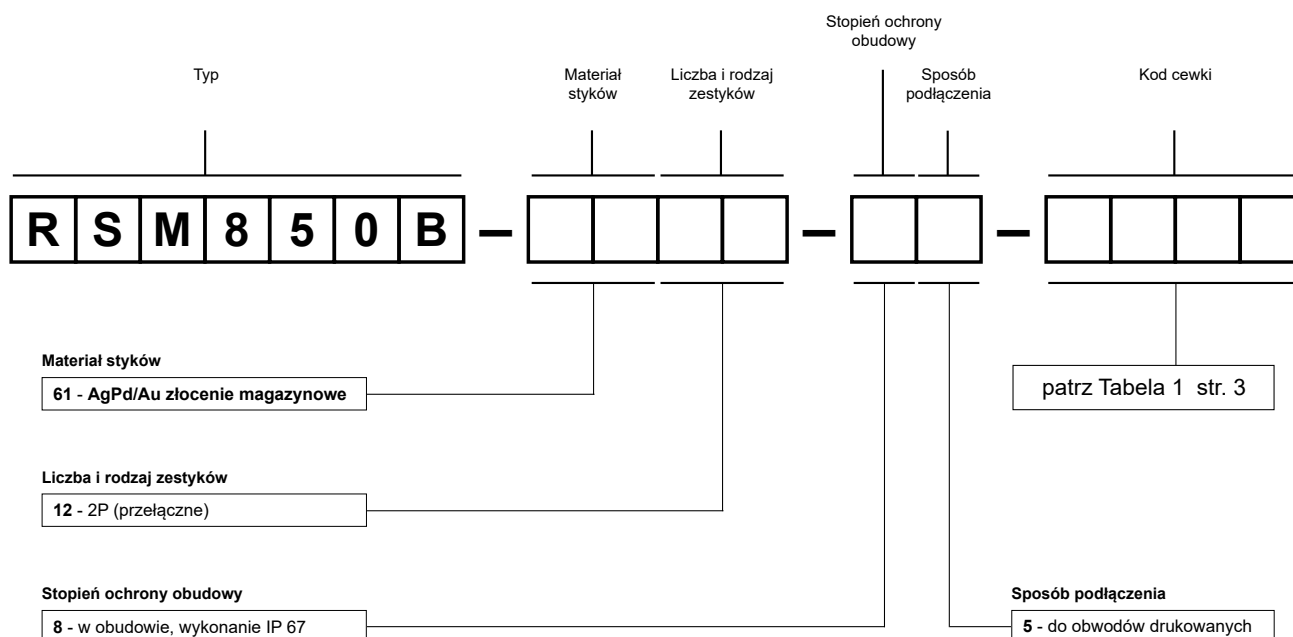 Stopień ochrony
obudowy
Typ
Materiał
styków
Liczba i rodzaj
zestyków
Sposób
podłączenia
Kod cewki
R S M 8 5 0 B – – –
Materiał styków
61 - AgPd/Au złocenie magazynowe
patrz Tabela 1 str. 3
Liczba i rodzaj zestyków
12 - 2P (przełączne)
Stopień ochrony obudowy
8 - w obudowie, wykonanie IP 67
Sposób podłączenia
5 - do obwodów drukowanych